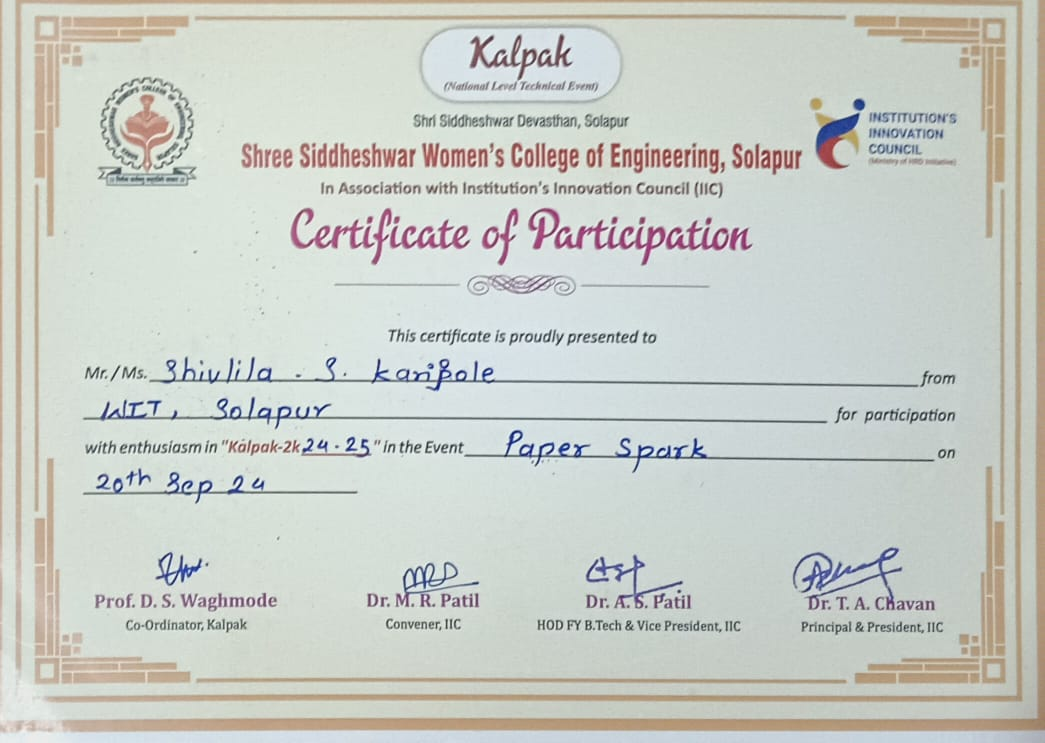 Kalpak
(National Level Technical Event)
Shri Siddheshwar Devasthan, Solapur
Shree Siddheshwar Women's College of Engineering, Solapur
INSTITUTION'S
INNOVATION
COUNCIL
(Ministry of HRD Initiative)
In Association with Institution's Innovation Council (IIC)
Certificate of Participation
This certificate is proudly presented to
Mr./Ms. Shivlila . S. from
WIT, Solapur for participation
with enthusiasm in "Kalpak-2k24-25" in the Event Paper Spark on
20th Sep 24
Prof. D. S. Waghmode Dr. M. R. Patil Dr. A. S. Patil Dr. T. A. Chavan
Co-Ordinator, Kalpak Convener, IIC HOD FY B.Tech & Vice President, IIC Principal & President, IIC